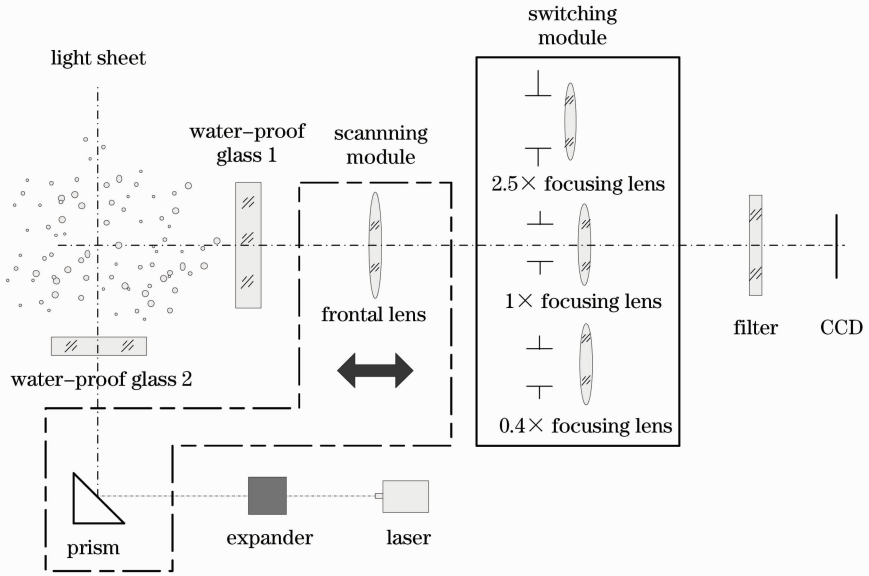 switching
module
light sheet
water-proof
glass 1
scannning
module
2.5× focusing lens
1× focusing lens
frontal lens
filter
CCD
water-proof glass 2
0.4× focusing lens
prism
expander
laser